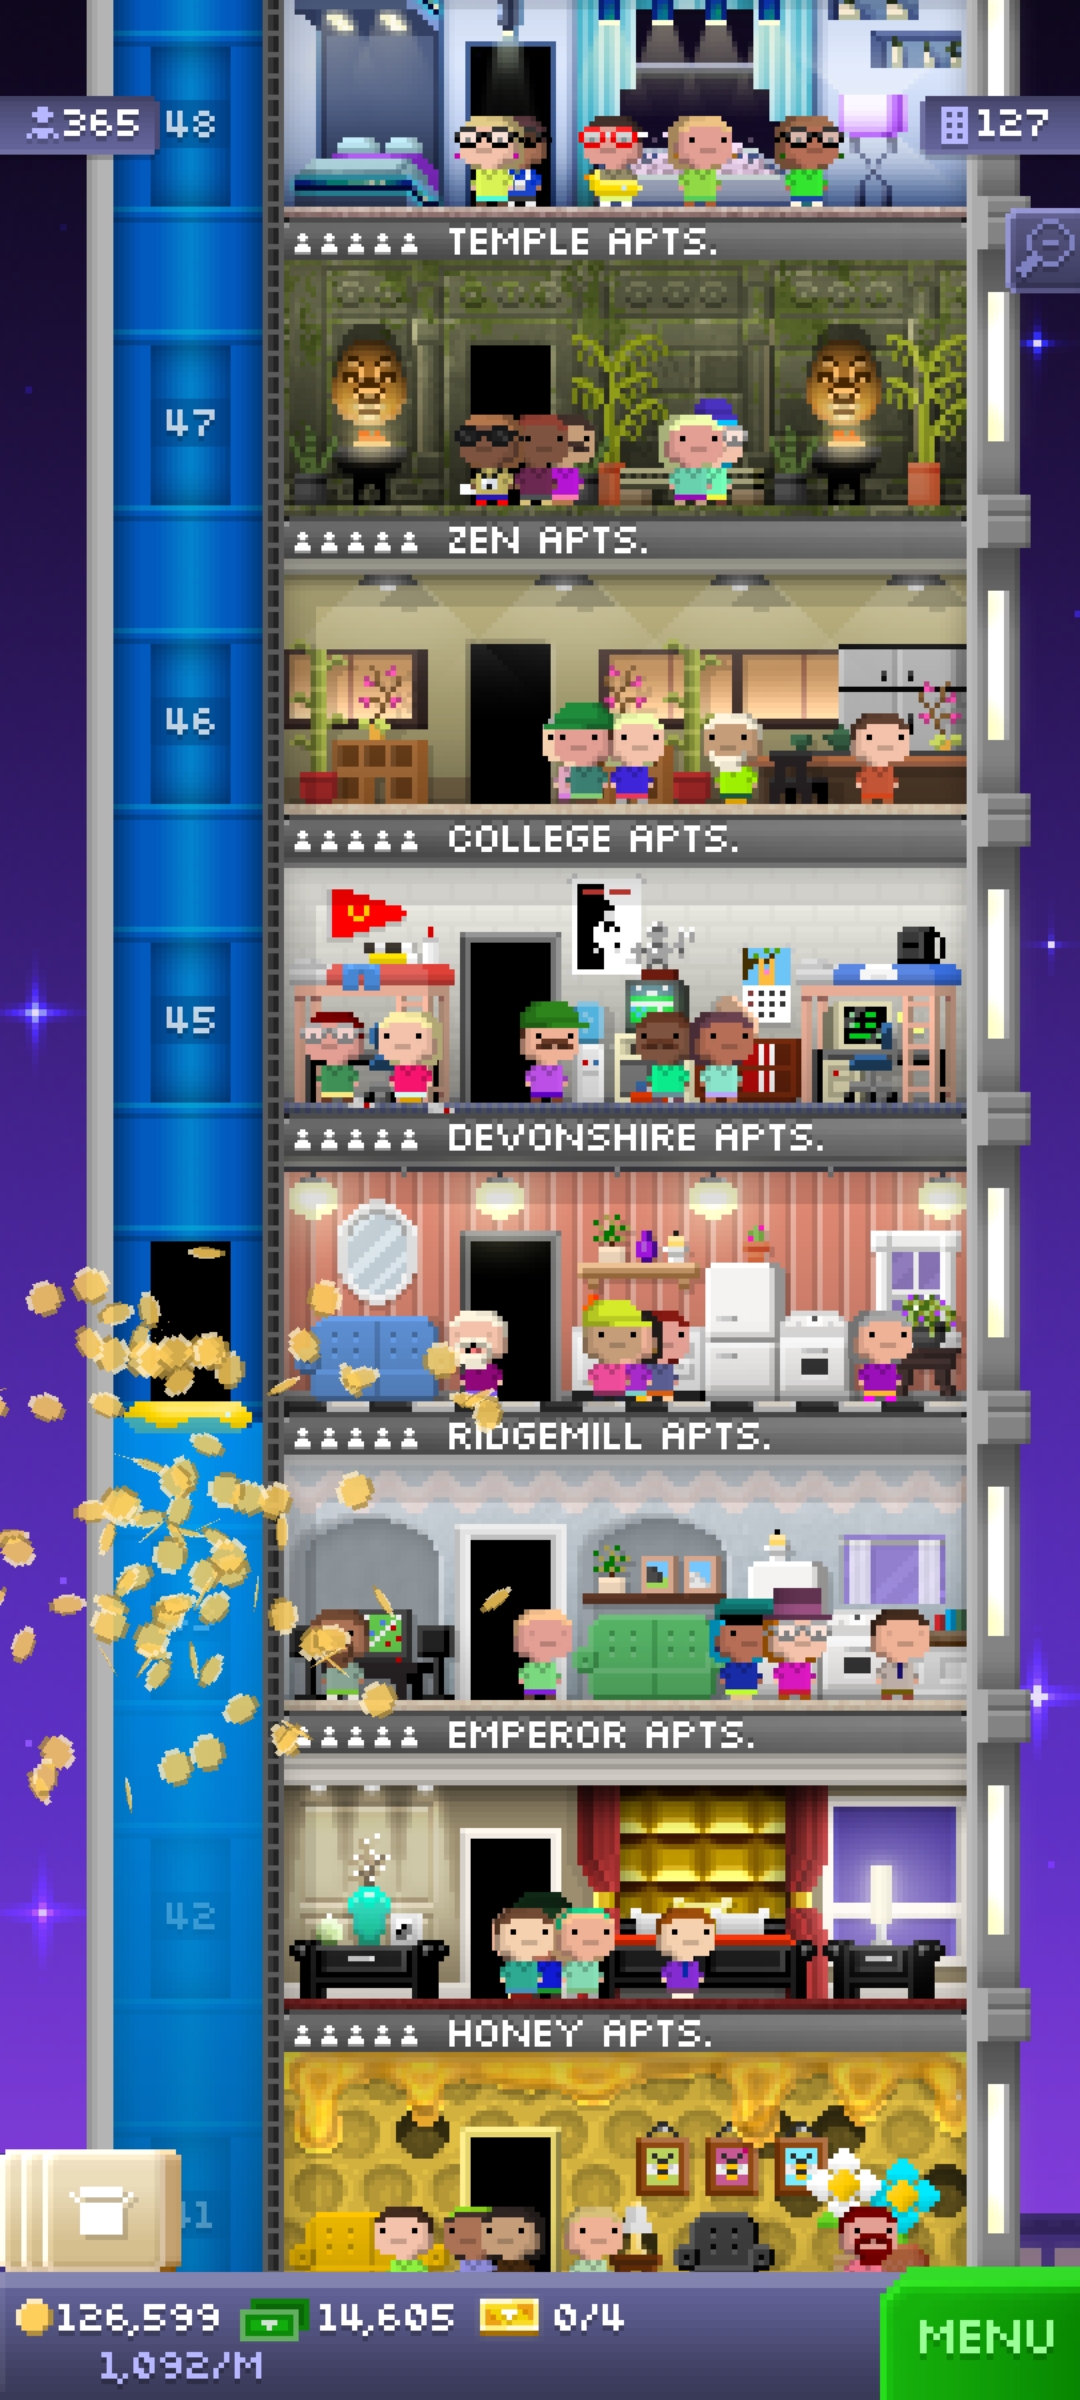 365
48
127
TEMPLE APTS.
47
ZEN APTS.
46
COLLEGE APTS.
45
DEVONSHIRE APTS.
RIDGEMILL APTS.
EMPEROR APTS.
42
HONEY APTS.
41
126,599 14,605 0/4
1,092/M
MENU